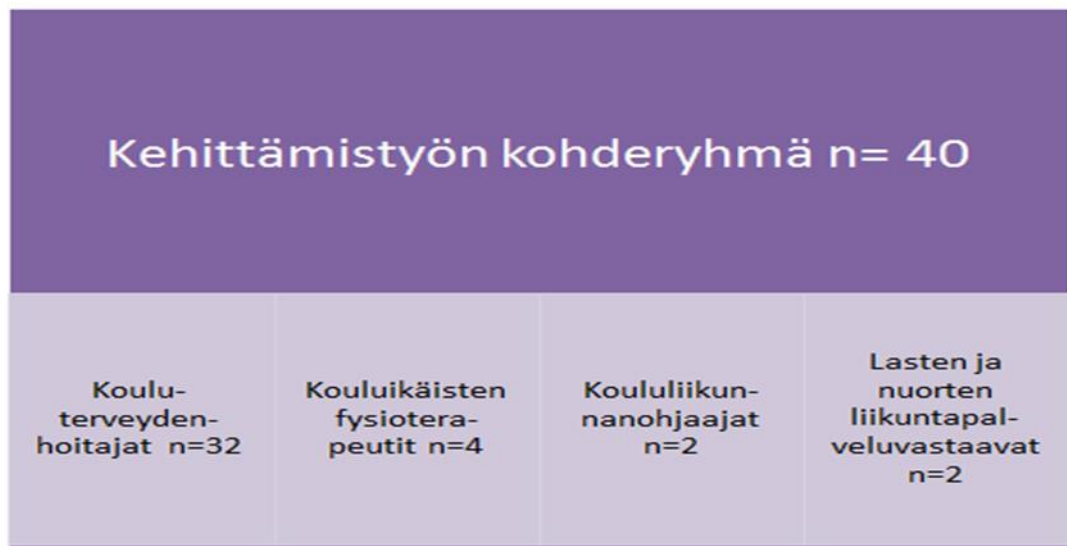 Kehittämistyön kohderyhmä n= 40
Koulu-
terveyden-
hoitajat n=32
Kouluikäisten
fysiotera-
peutit n=4
Koululiikun-
nanohjaajat
n=2
Lasten ja
nuorten
liikuntapal-
veluvastaavat
n=2